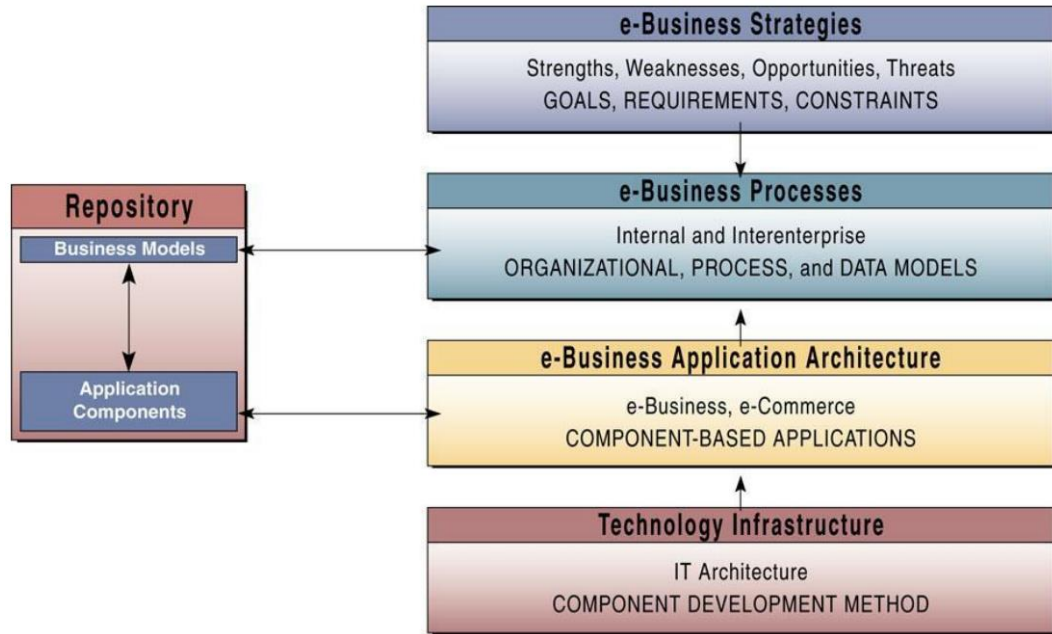 e-Business Strategies
Strengths, Weaknesses, Opportunities, Threats
GOALS, REQUIREMENTS, CONSTRAINTS
e-Business Processes
Internal and Interenterprise
ORGANIZATIONAL, PROCESS, and DATA MODELS
Repository
Business Models
Application
Components
e-Business Application Architecture
e-Business, e-Commerce
COMPONENT-BASED APPLICATIONS
Technology Infrastructure
IT Architecture
COMPONENT DEVELOPMENT METHOD